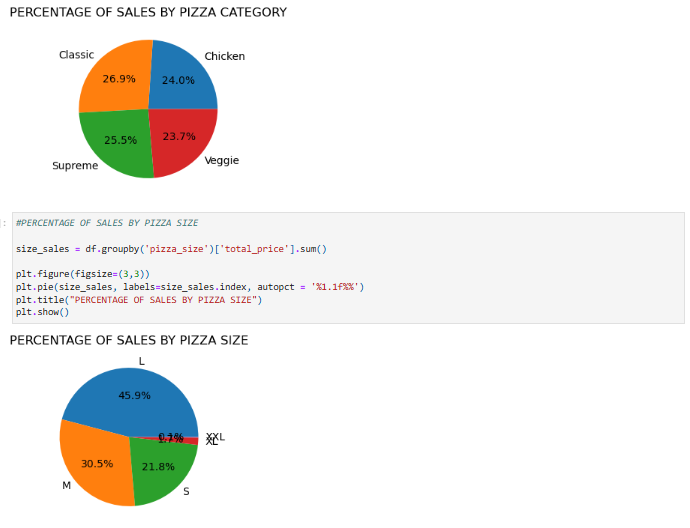 PERCENTAGE OF SALES BY PIZZA CATEGORY
Classic
Chicken
26.9%
24.0%
25.5%
23.7%
Supreme
Veggie
]:
#PERCENTAGE OF SALES BY PIZZA SIZE
size_sales = df.groupby('pizza_size')['total_price'].sum()
plt.figure(figsize=(3,3))
plt.pie(size_sales, labels=size_sales.index, autopct = '%1.1f%%')
plt.title("PERCENTAGE OF SALES BY PIZZA SIZE")
plt.show()
PERCENTAGE OF SALES BY PIZZA SIZE
L
45.9%
XXL
XL
30.5%
21.8%
M
S